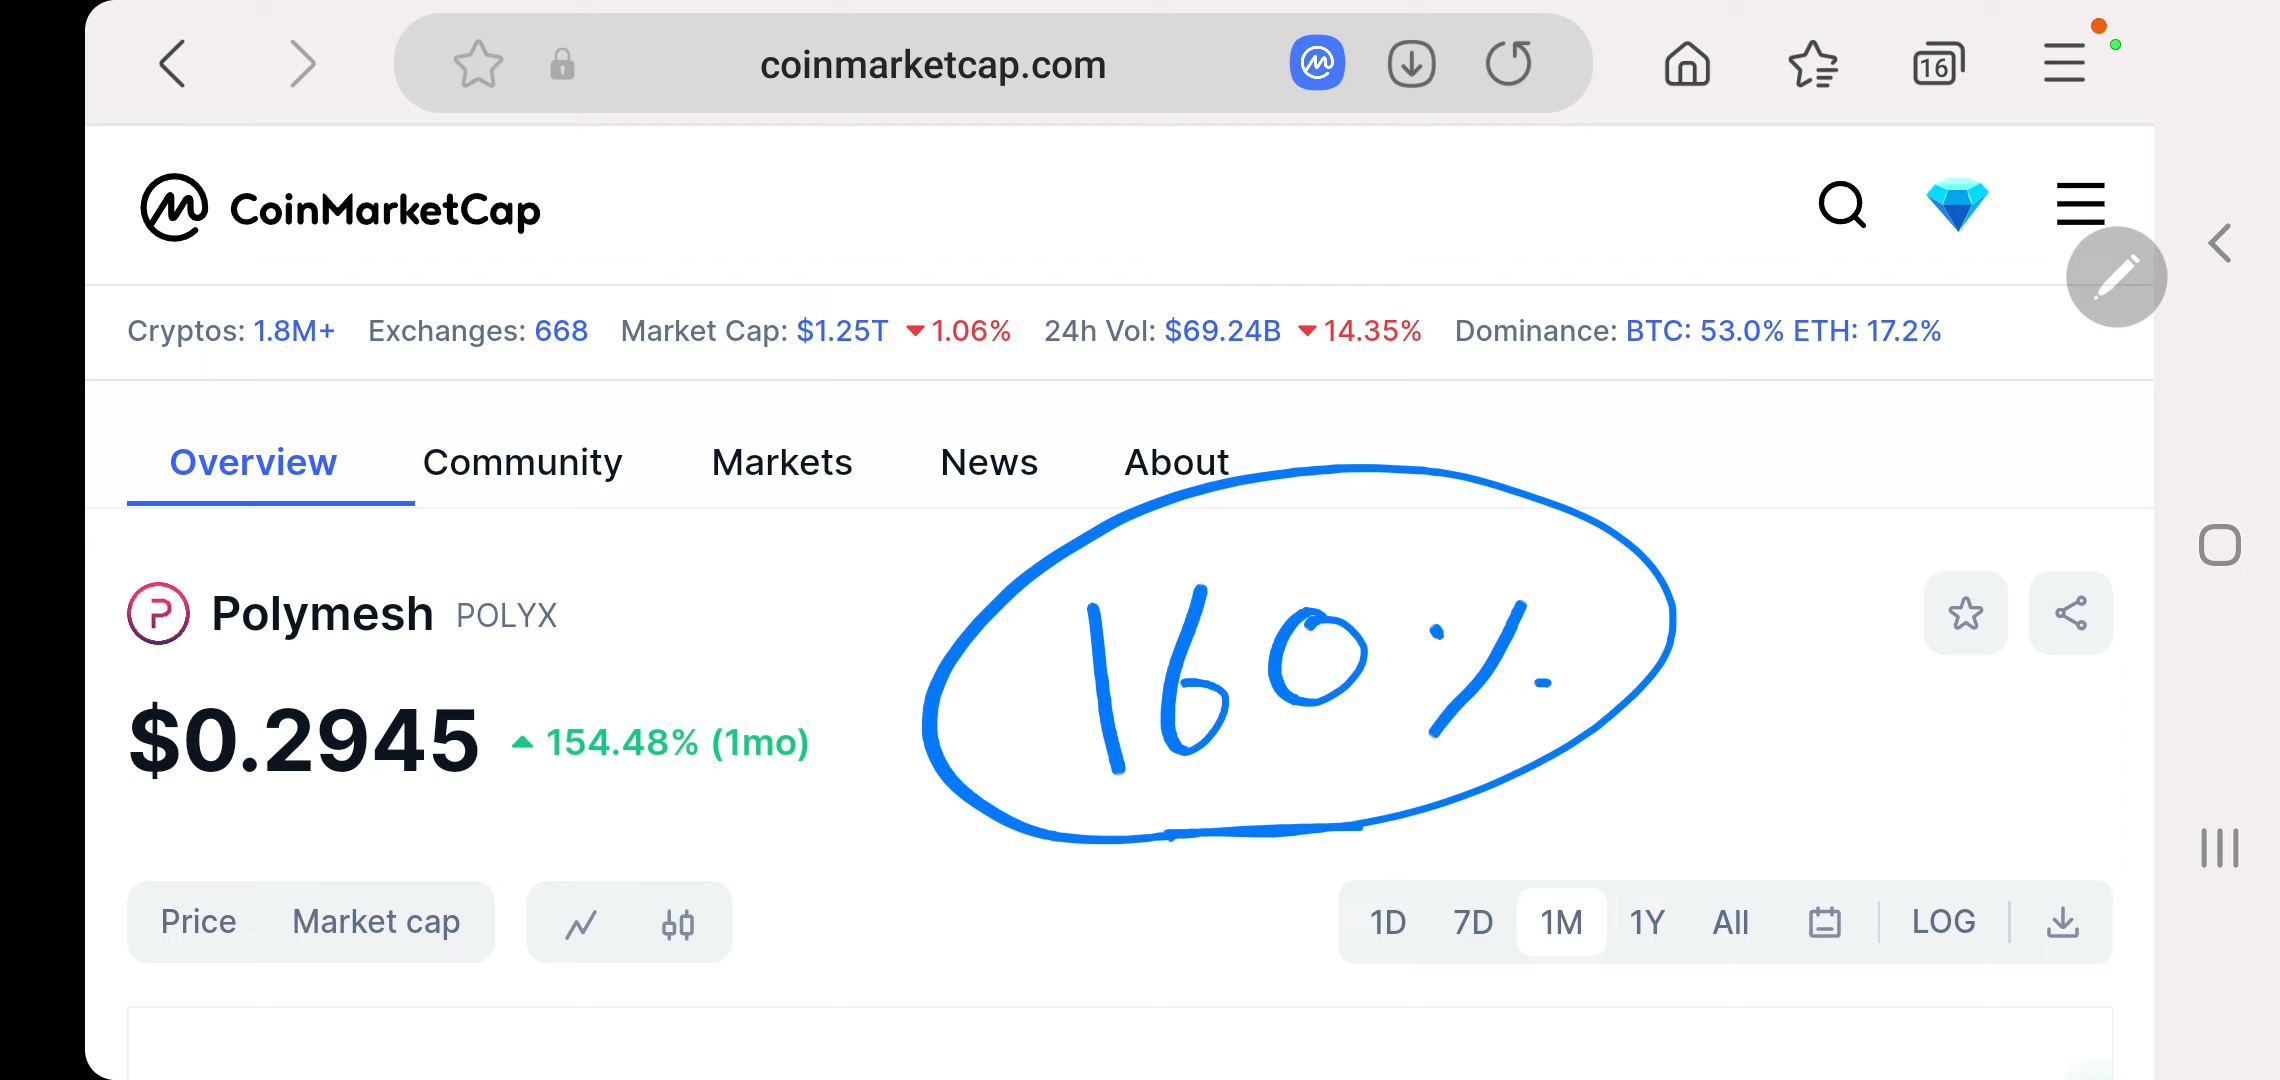 coinmarketcap.com
16
CoinMarketCap
Cryptos: 1.8M+ Exchanges: 668 Market Cap: $1.25T 1.06% 24h Vol: $69.24B 14.35% Dominance: BTC: 53.0% ETH: 17.2%
Overview Community Markets News About
Polymesh POLYX
160%
$0.2945 154.48% (1mo)
Price Market cap 1D 7D 1M 1Y All LOG